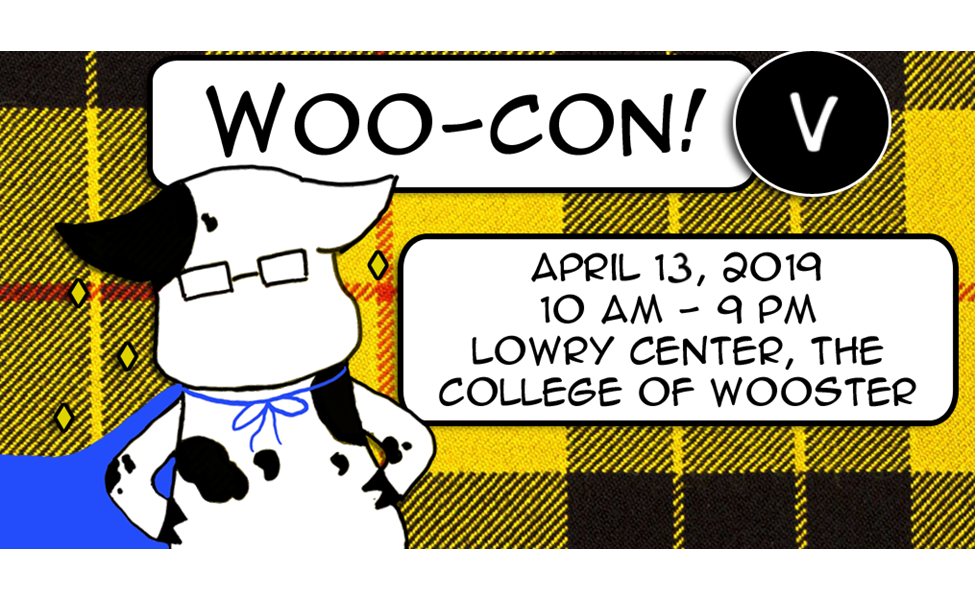 WOO-CON! V
APRIL 13, 2019
10 AM - 9 PM
LOWRY CENTER, THE
COLLEGE OF WOOSTER